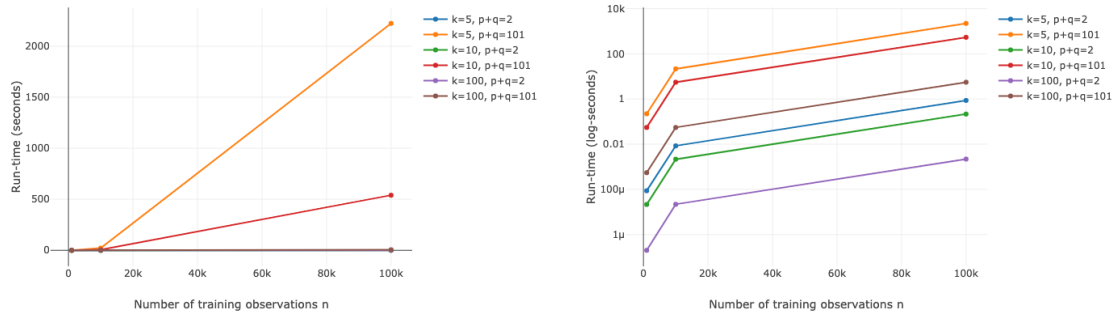 2000
1500
1000
500
0
Run-time (seconds)
0
20k
40k
60k
80k
100k
Number of training observations n
k=5, p+q=2
k=5, p+q=101
k=10, p+q=2
k=10, p+q=101
k=100, p+q=2
k=100, p+q=101
10k
100
1
0.01
100μ
1μ
Run-time (log-seconds)
0
20k
40k
60k
80k
100k
Number of training observations n
k=5, p+q=2
k=5, p+q=101
k=10, p+q=2
k=10, p+q=101
k=100, p+q=2
k=100, p+q=101